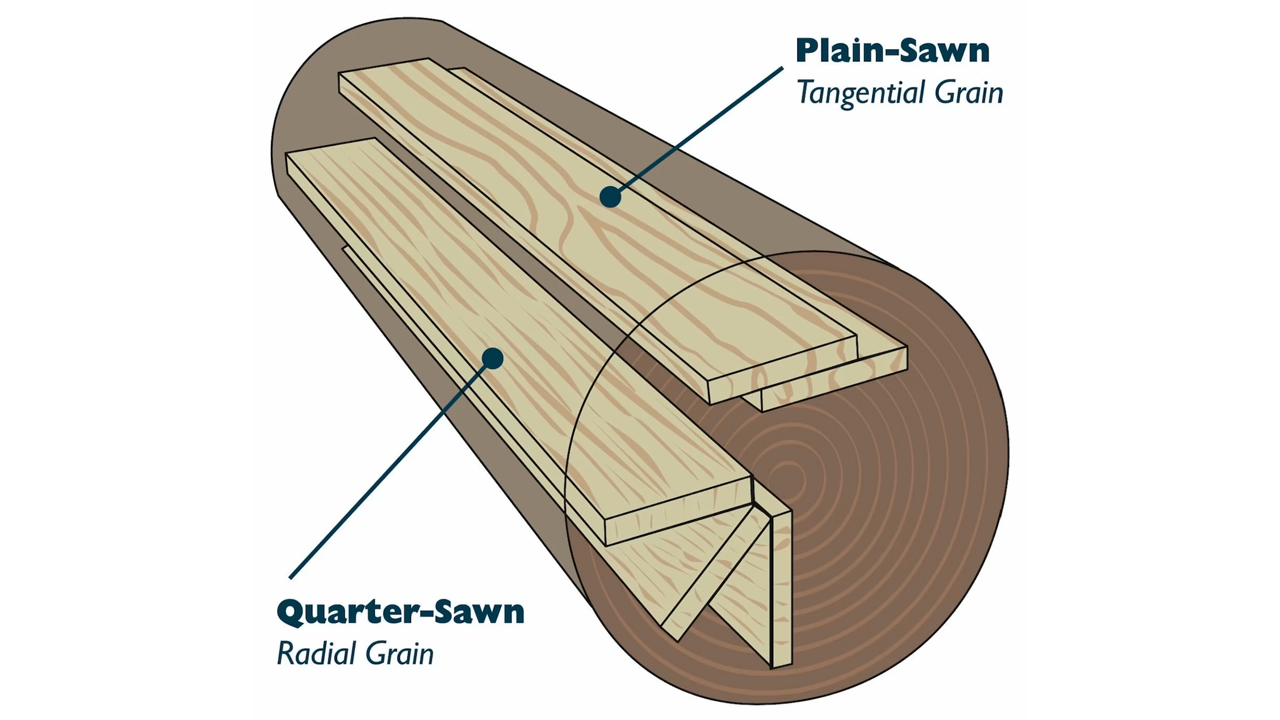 Plain-Sawn
Tangential Grain
Quarter-Sawn
Radial Grain